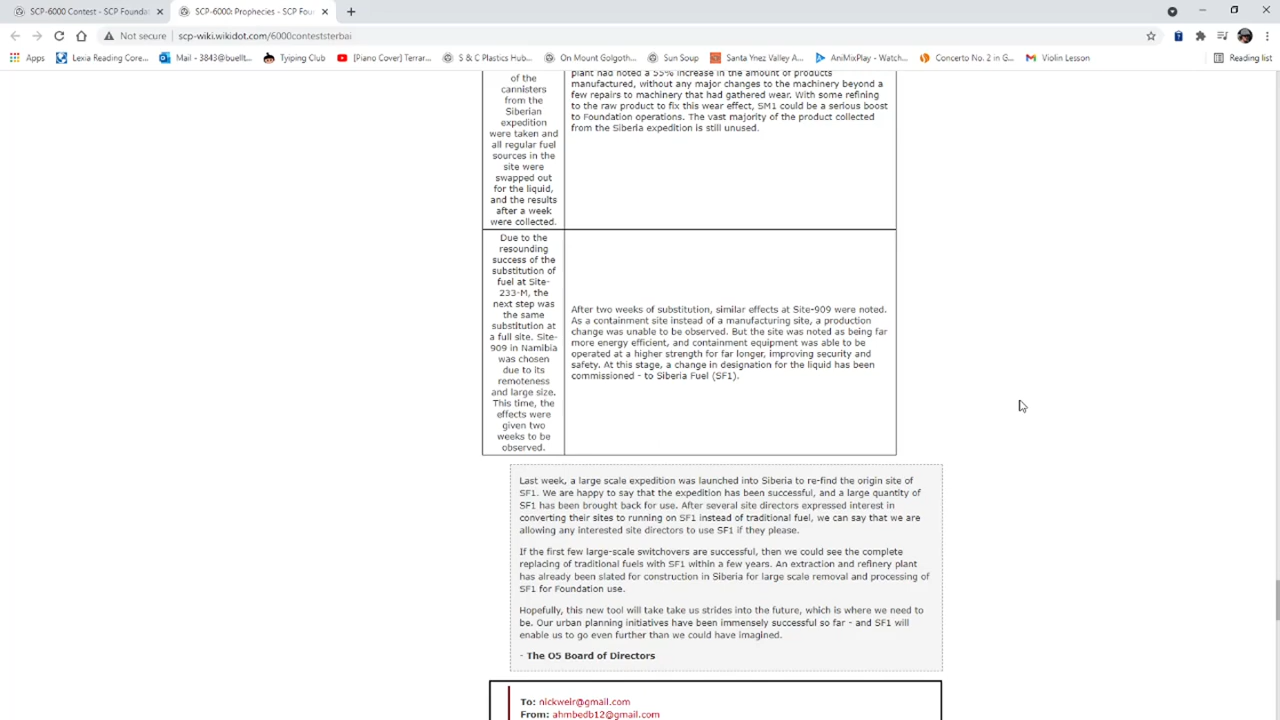 SCP-6000 Contest - SCP Founda
SCP-6000: Prophecies - SCP Fou
Not secure
scp-wiki.wikidot.com/6000conteststerbai
Apps
Lexia Reading Core...
Mail - 3843@buellt...
Tyiping Club
[Piano Cover] Terrar...
S & C Plastics Hub...
On Mount Golgoth...
Sun Soup
Santa Ynez Valley A...
AniMixPlay - Watch...
Concerto No. 2 in G...
Violin Lesson
Reading list
of the
cannisters
from the
Siberian
expedition
were taken and
all regular fuel
sources in the
site were
swapped out
for the liquid,
and the results
after a week
were collected.
plant had noted a 55% increase in the amount of products
manufactured, without any major changes to the machinery beyond a
few repairs to machinery that had gathered wear. With some refining
to the raw product to fix this wear effect, SM1 could be a serious boost
to Foundation operations. The vast majority of the product collected
from the Siberia expedition is still unused.
Due to the
resounding
success of the
substitution of
fuel at Site-
233-M, the
next step was
the same
substitution at
a full site. Site-
909 in Namibia
was chosen
due to its
remoteness
and large size.
This time, the
effects were
given two
weeks to be
observed.
After two weeks of substitution, similar effects at Site-909 were noted.
As a containment site instead of a manufacturing site, a production
change was unable to be observed. But the site was noted as being far
more energy efficient, and containment equipment was able to be
operated at a higher strength for far longer, improving security and
safety. At this stage, a change in designation for the liquid has been
commissioned - to Siberia Fuel (SF1).
Last week, a large scale expedition was launched into Siberia to re-find the origin site of
SF1. We are happy to say that the expedition has been successful, and a large quantity of
SF1 has been brought back for use. After several site directors expressed interest in
converting their sites to running on SF1 instead of traditional fuel, we can say that we are
allowing any interested site directors to use SF1 if they please.
If the first few large-scale switchovers are successful, then we could see the complete
replacing of traditional fuels with SF1 within a few years. An extraction and refinery plant
has already been slated for construction in Siberia for large scale removal and processing of
SF1 for Foundation use.
Hopefully, this new tool will take take us strides into the future, which is where we need to
be. Our urban planning initiatives have been immensely successful so far - and SF1 will
enable us to go even further than we could have imagined.
- The O5 Board of Directors
To: nickweir@gmail.com
From: ahmbedb12@gmail.com